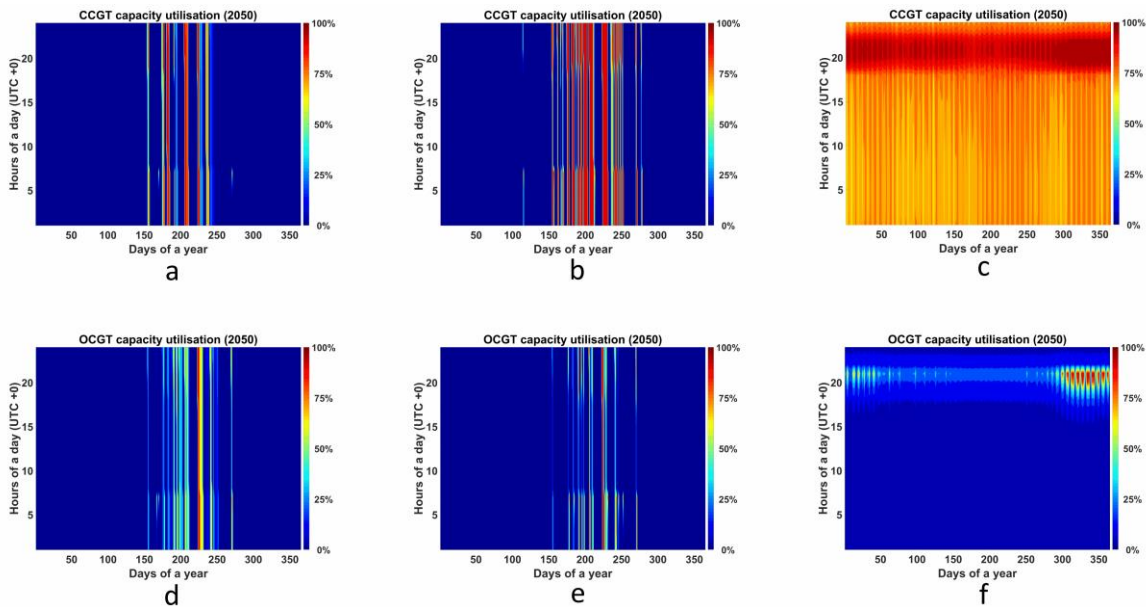 CCGT capacity utilisation (2050)
100%
75%
50%
25%
0%
Hours of a day (UTC +0)
20
15
10
5
50 100 150 200 250 300 350
Days of a year
a
CCGT capacity utilisation (2050)
100%
75%
50%
25%
0%
Hours of a day (UTC +0)
20
15
10
5
50 100 150 200 250 300 350
Days of a year
b
CCGT capacity utilisation (2050)
100%
75%
50%
25%
0%
Hours of a day (UTC +0)
20
15
10
5
50 100 150 200 250 300 350
Days of a year
c
OCGT capacity utilisation (2050)
100%
75%
50%
25%
0%
Hours of a day (UTC +0)
20
15
10
5
50 100 150 200 250 300 350
Days of a year
d
OCGT capacity utilisation (2050)
100%
75%
50%
25%
0%
Hours of a day (UTC +0)
20
15
10
5
50 100 150 200 250 300 350
Days of a year
e
OCGT capacity utilisation (2050)
100%
75%
50%
25%
0%
Hours of a day (UTC +0)
20
15
10
5
50 100 150 200 250 300 350
Days of a year
f